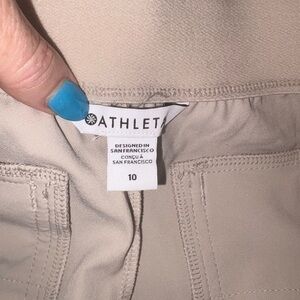 ATHLETA
DESIGNED IN
SAN FRANCISCO
CONÇU À
SAN FRANCISCO
10